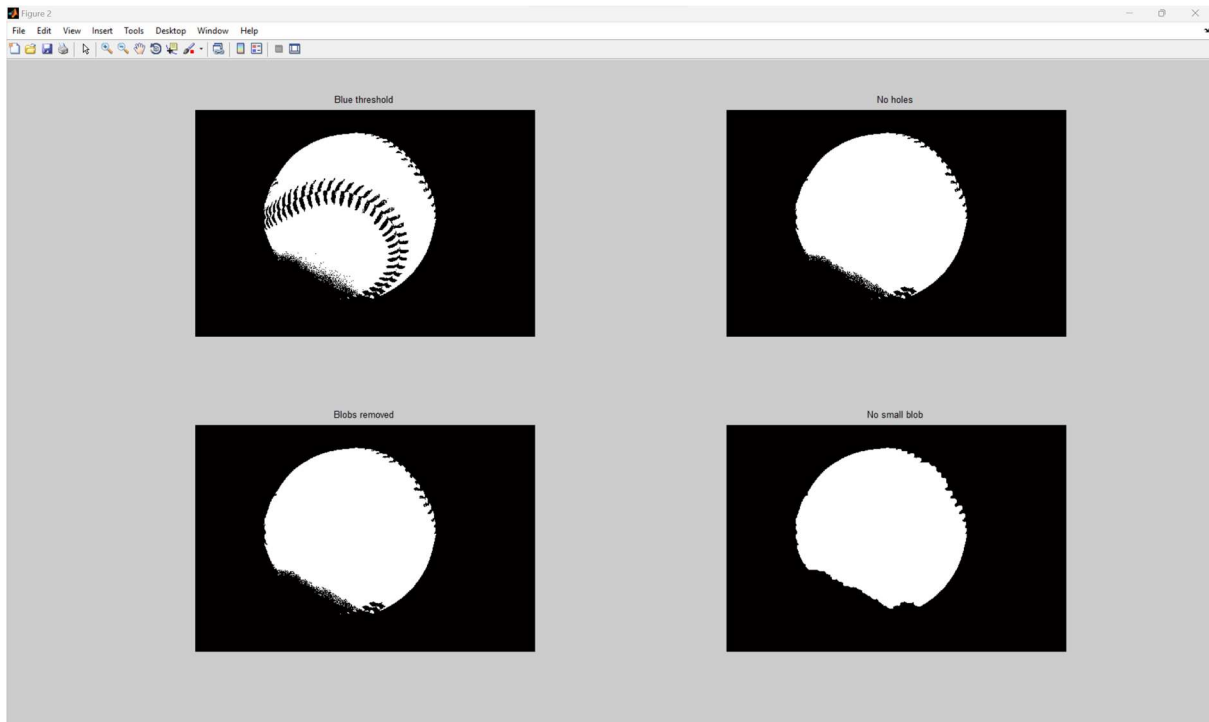 Figure 2
File Edit View Insert Tools Desktop Window Help
Blue threshold
No holes
Blobs removed
No small blob